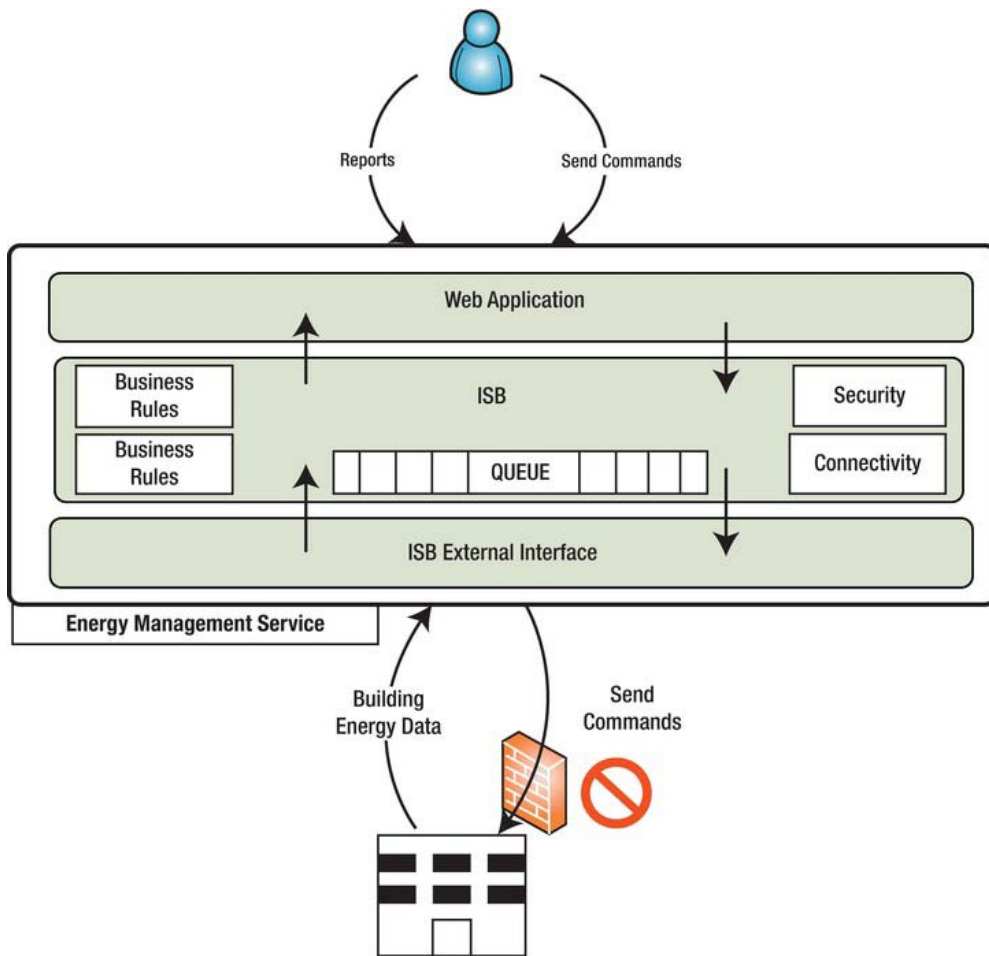 Reports
Send Commands
Web Application
Business
Rules
ISB
Security
Business
Rules
QUEUE
Connectivity
ISB External Interface
Energy Management Service
Building
Energy Data
Send
Commands